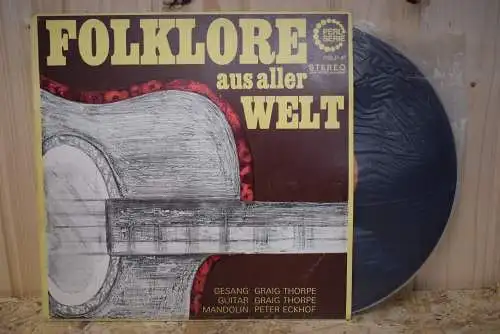 FOLKLORE
aus aller
WELT
PERL
SERIE
STEREO
GESANG: GRAIG THORPE
GUITAR: GRAIG THORPE
MANDOLIN: PETER ECKHOF